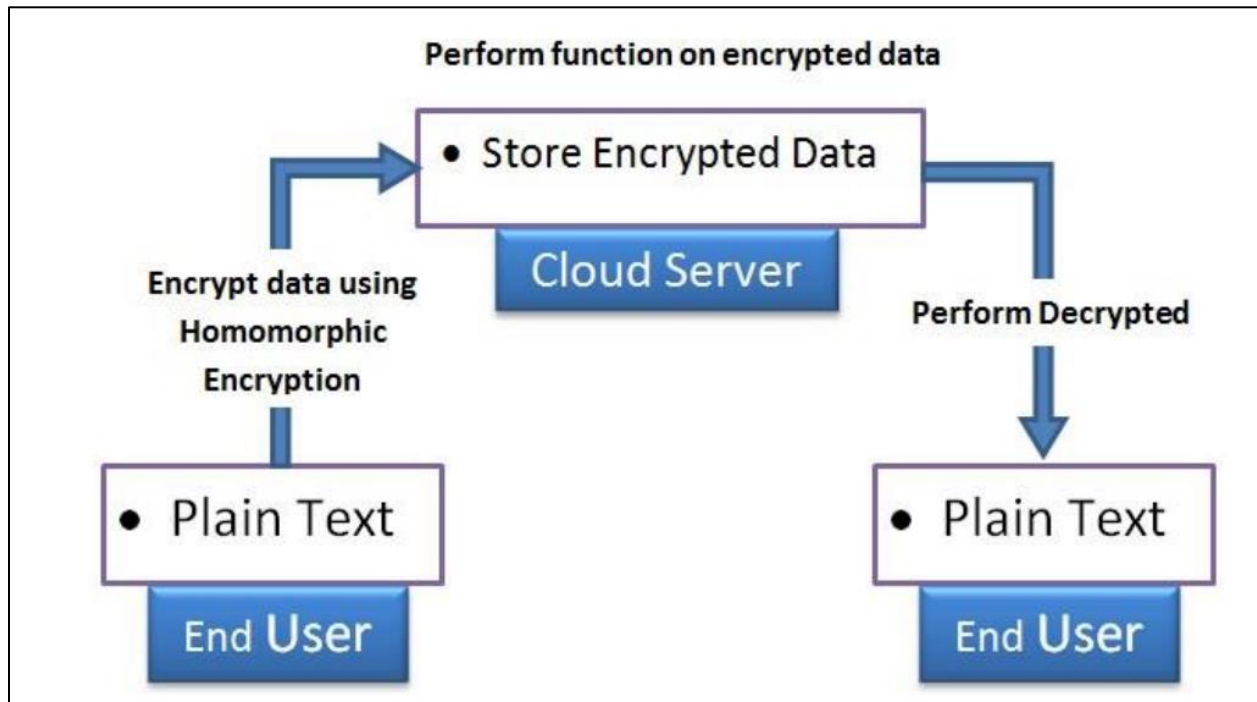 Perform function on encrypted data
• Store Encrypted Data
Cloud Server
Encrypt data using
Homomorphic
Encryption
Perform Decrypted
• Plain Text
End User
• Plain Text
End User